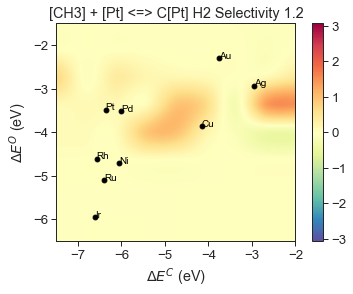 [CH3] + [Pt] <=> C[Pt] H2 Selectivity 1.2
−2
−3
−4
−5
−6
ΔE^O (eV)
Au
Ag
Pt
Pd
Cu
Rh
Ni
Ru
Ir
−7
−6
−5
−4
−3
−2
ΔE^C (eV)
3
2
1
0
−1
−2
−3